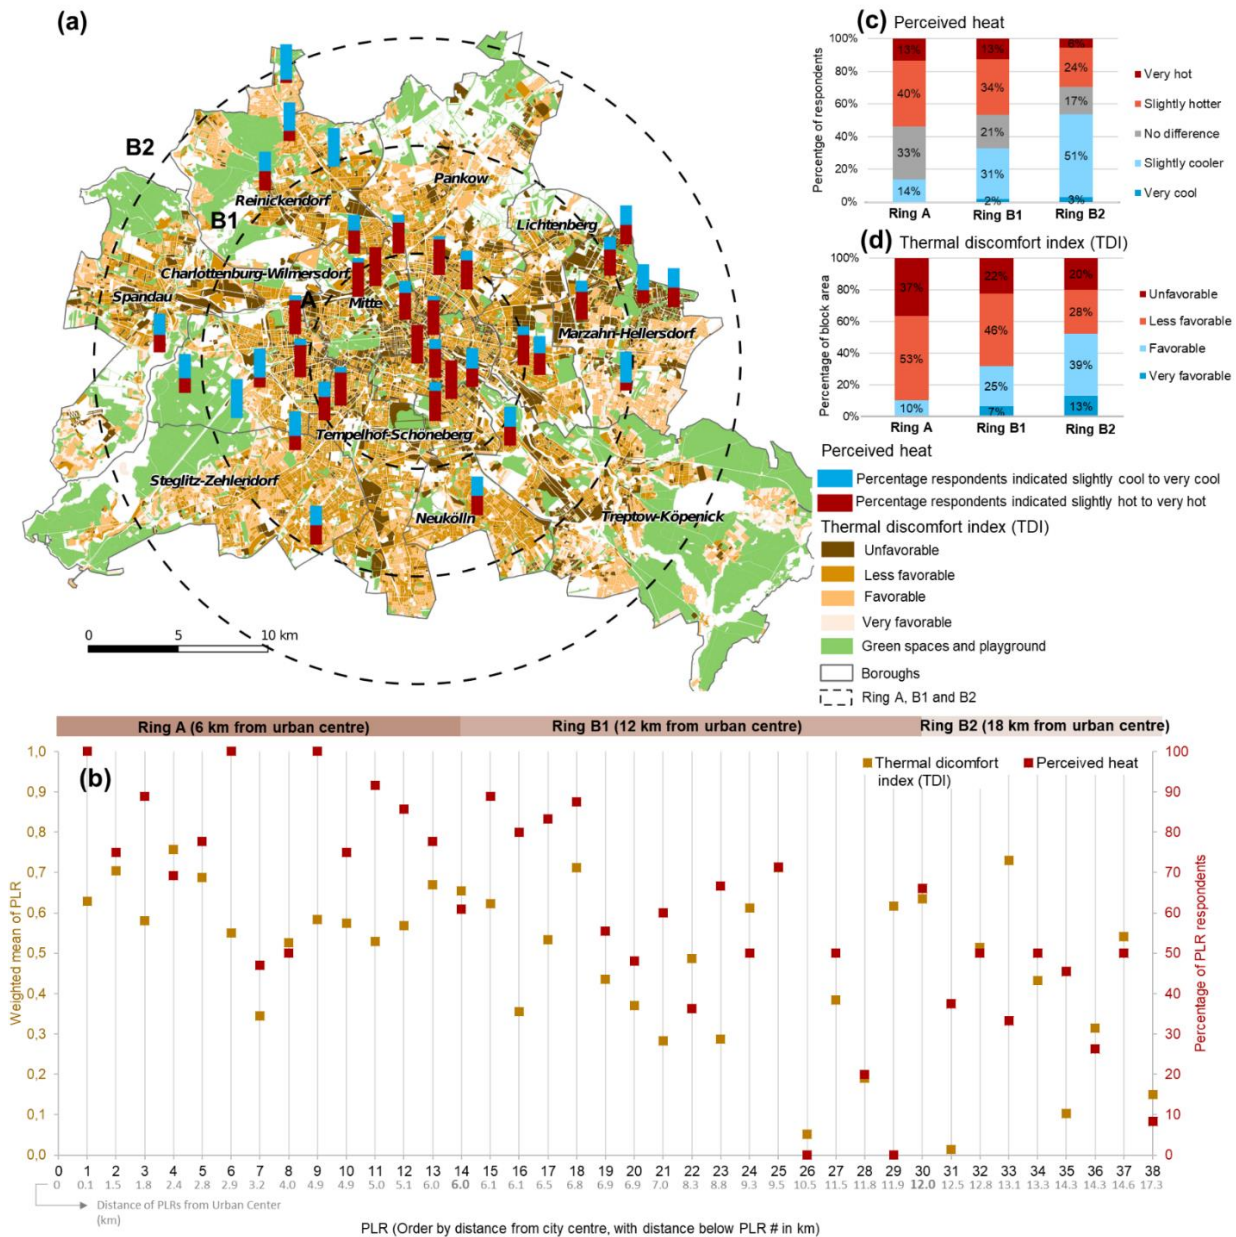 (a)
B2
B1
A
Pankow
Reinickendorf
Lichtenberg
Charlottenburg-Wilmersdorf
Spandau
Mitte
Marzahn-Hellersdorf
Tempelhof-Schöneberg
Steglitz-Zehlendorf
Neukölln
Treptow-Köpenick
0 5 10 km
(c) Perceived heat
Percentge of respondents
100%
80%
60%
40%
20%
0%
13% 13% 6%
40% 34% 24%
33% 21% 17%
14% 31% 51%
2% 3%
Ring A Ring B1 Ring B2
Very hot
Slightly hotter
No difference
Slightly cooler
Very cool
(d) Thermal discomfort index (TDI)
Percentage of block area
100%
80%
60%
40%
20%
0%
37% 22% 20%
53% 46% 28%
10% 25% 39%
7% 13%
Ring A Ring B1 Ring B2
Unfavorable
Less favorable
Favorable
Very favorable
Perceived heat
Percentage respondents indicated slightly cool to very cool
Percentage respondents indicated slightly hot to very hot
Thermal discomfort index (TDI)
Unfavorable
Less favorable
Favorable
Very favorable
Green spaces and playground
Boroughs
Ring A, B1 and B2
Ring A (6 km from urban centre) Ring B1 (12 km from urban centre) Ring B2 (18 km from urban centre)
(b)
Thermal dicomfort
index (TDI)
Perceived heat
Weighted mean of PLR
1,0
0,9
0,8
0,7
0,6
0,5
0,4
0,3
0,2
0,1
0,0
100
90
80
70
60
50
40
30
20
10
0
Percentage of PLR respondents
0 1 2 3 4 5 6 7 8 9 10 11 12 13 14 15 16 17 18 19 20 21 22 23 24 25 26 27 28 29 30 31 32 33 34 35 36 37 38
0 0.1 1.5 1.8 2.4 2.8 2.9 3.2 4.0 4.9 4.9 5.0 5.1 6.0 6.0 6.1 6.1 6.5 6.8 6.9 6.9 7.0 8.3 8.8 9.3 9.5 10.5 11.5 11.8 11.9 12.0 12.5 12.8 13.1 13.3 14.3 14.3 14.6 17.3
Distance of PLRs from Urban Center
(km)
PLR (Order by distance from city centre, with distance below PLR # in km)